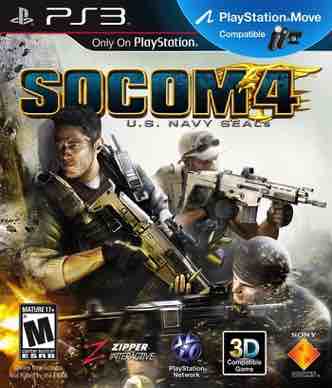 PS3
PlayStation®Move
Compatible
Only On PlayStation®
SOCOM 4
U.S. NAVY SEALs
MATURE 17+
M
ESRB
ZIPPER
INTERACTIVE
PlayStation®
Network
3D
Compatible
Game
SONY